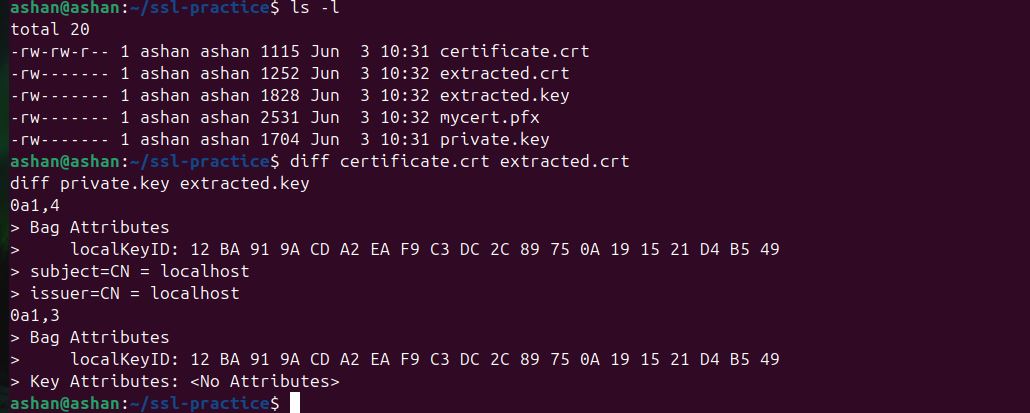 ashan@ashan:~/ssl-practice$ ls -l
total 20
-rw-rw-r-- 1 ashan ashan 1115 Jun  3 10:31 certificate.crt
-rw------- 1 ashan ashan 1252 Jun  3 10:32 extracted.crt
-rw------- 1 ashan ashan 1828 Jun  3 10:32 extracted.key
-rw------- 1 ashan ashan 2531 Jun  3 10:32 mycert.pfx
-rw------- 1 ashan ashan 1704 Jun  3 10:31 private.key
ashan@ashan:~/ssl-practice$ diff certificate.crt extracted.crt
diff private.key extracted.key
0a1,4
> Bag Attributes
>     localKeyID: 12 BA 91 9A CD A2 EA F9 C3 DC 2C 89 75 0A 19 15 21 D4 B5 49
> subject=CN = localhost
> issuer=CN = localhost
0a1,3
> Bag Attributes
>     localKeyID: 12 BA 91 9A CD A2 EA F9 C3 DC 2C 89 75 0A 19 15 21 D4 B5 49
> Key Attributes: <No Attributes>
ashan@ashan:~/ssl-practice$